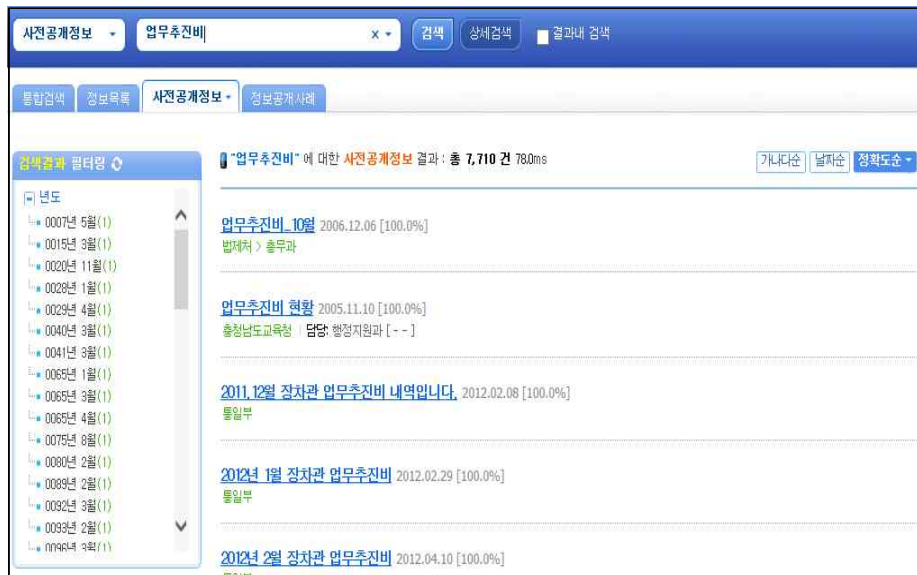 사전공개정보 업무추진비 x 검색 상세검색 결과내 검색
통합검색 정보목록 사전공개정보 정보공개사례
검색결과 필터링
"업무추진비" 에 대한 사전공개정보 결과 : 총 7,710 건 78.0ms 가나다순 날짜순 정확도순
년도
0007년 5월(1)
0015년 3월(1)
0020년 11월(1)
0028년 1월(1)
0029년 4월(1)
0040년 3월(1)
0041년 3월(1)
0065년 1월(1)
0065년 3월(1)
0065년 4월(1)
0075년 8월(1)
0080년 2월(1)
0089년 2월(1)
0092년 3월(1)
0093년 2월(1)
0096년 3월(1)
업무추진비_10월 2006.12.06 [100.0%]
법제처 > 총무과
업무추진비 현황 2005.11.10 [100.0%]
충청남도교육청 | 담당: 행정지원과 [ - - ]
2011.12월 장차관 업무추진비 내역입니다. 2012.02.08 [100.0%]
통일부
2012년 1월 장차관 업무추진비 2012.02.29 [100.0%]
통일부
2012년 2월 장차관 업무추진비 2012.04.10 [100.0%]